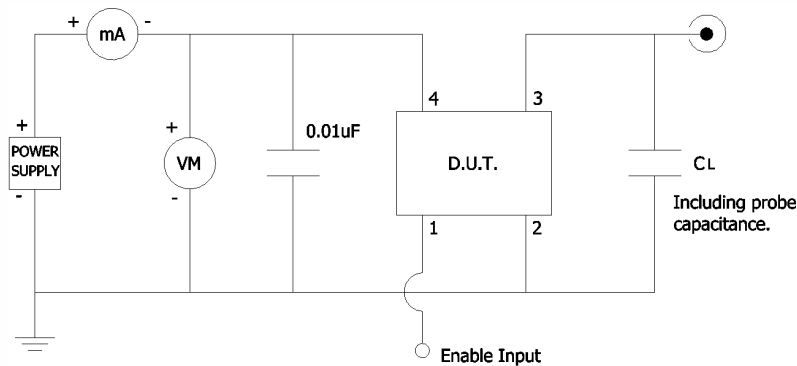 + mA -
4 3
+ POWER SUPPLY -
+ VM -
0.01uF
D.U.T.
CL
Including probe
capacitance.
1 2
Enable Input